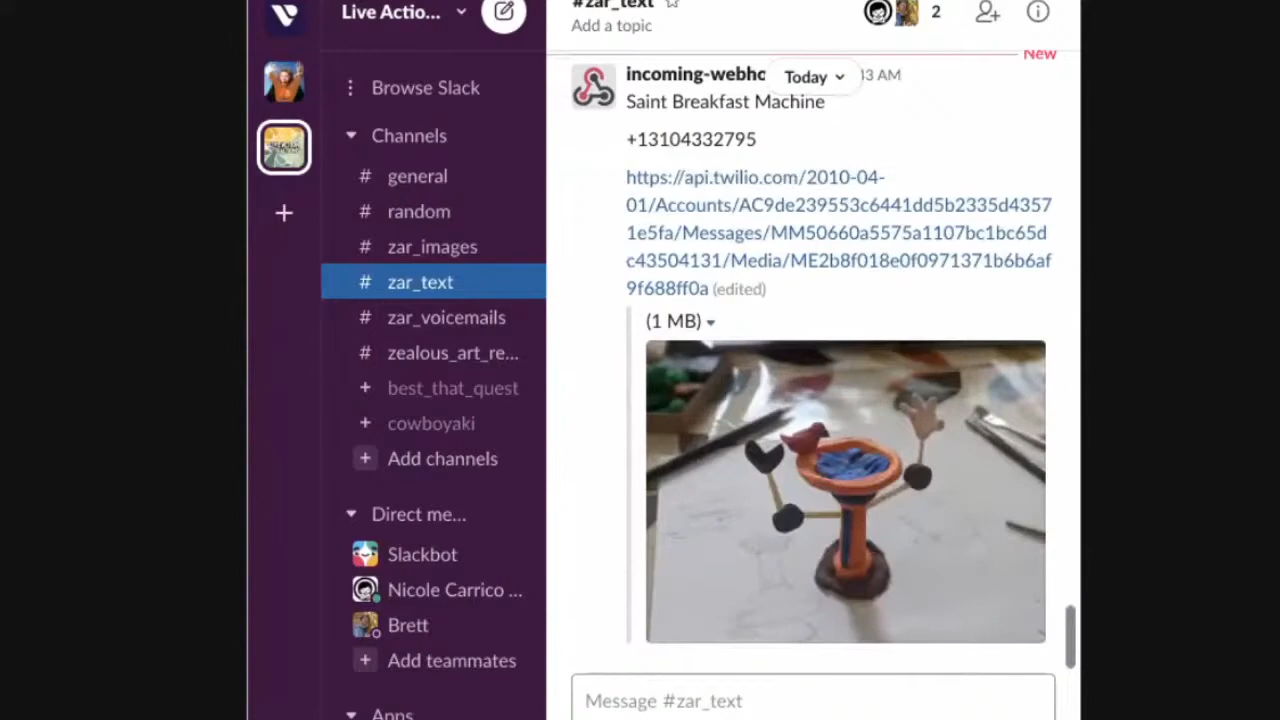 Live Actio...
Browse Slack
Channels
# general
# random
# zar_images
# zar_text
# zar_voicemails
# zealous_art_re...
+ best_that_quest
+ cowboyaki
+ Add channels
Direct me...
Slackbot
Nicole Carrico ...
Brett
+ Add teammates
Apps
#zar_text
Add a topic
2
New
incoming-webho
Today
13 AM
Saint Breakfast Machine
+13104332795
https://api.twilio.com/2010-04-
01/Accounts/AC9de239553c6441dd5b2335d4357
1e5fa/Messages/MM50660a5575a1107bc1bc65d
c43504131/Media/ME2b8f018e0f0971371b6b6af
9f688ff0a (edited)
(1 MB)
Message #zar_text